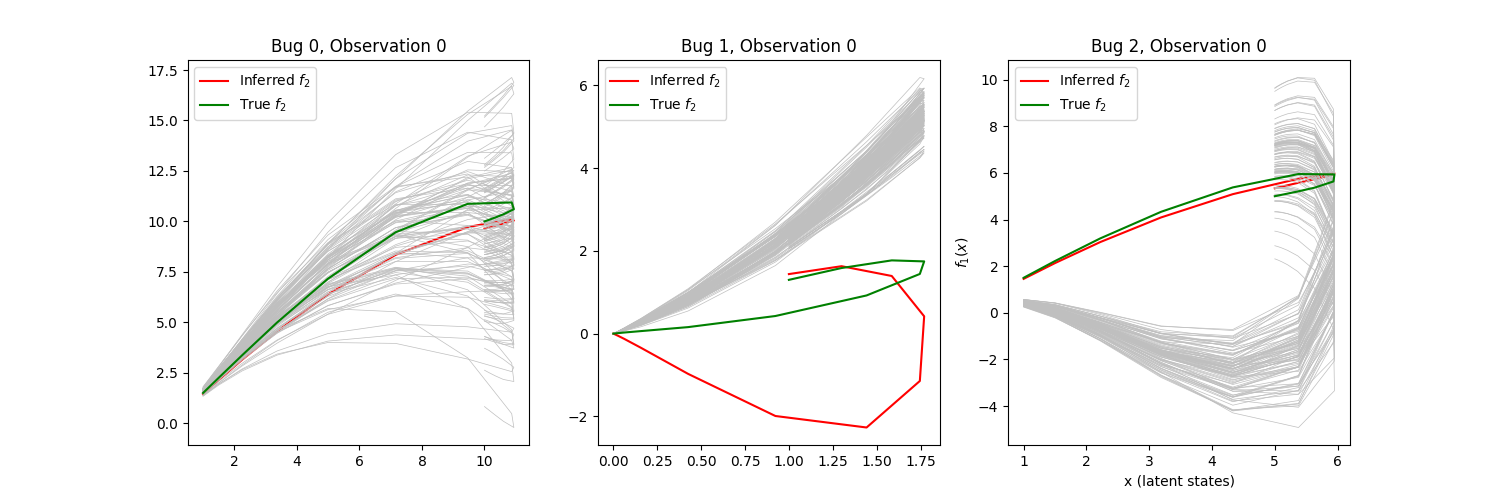 Bug 0, Observation 0
Inferred f₂
True f₂
17.5
15.0
12.5
10.0
7.5
5.0
2.5
0.0
2 4 6 8 10
Bug 1, Observation 0
Inferred f₂
True f₂
6
4
2
0
−2
0.00 0.25 0.50 0.75 1.00 1.25 1.50 1.75
Bug 2, Observation 0
Inferred f₂
True f₂
f₁(x)
10
8
6
4
2
0
−2
−4
1 2 3 4 5 6
x (latent states)